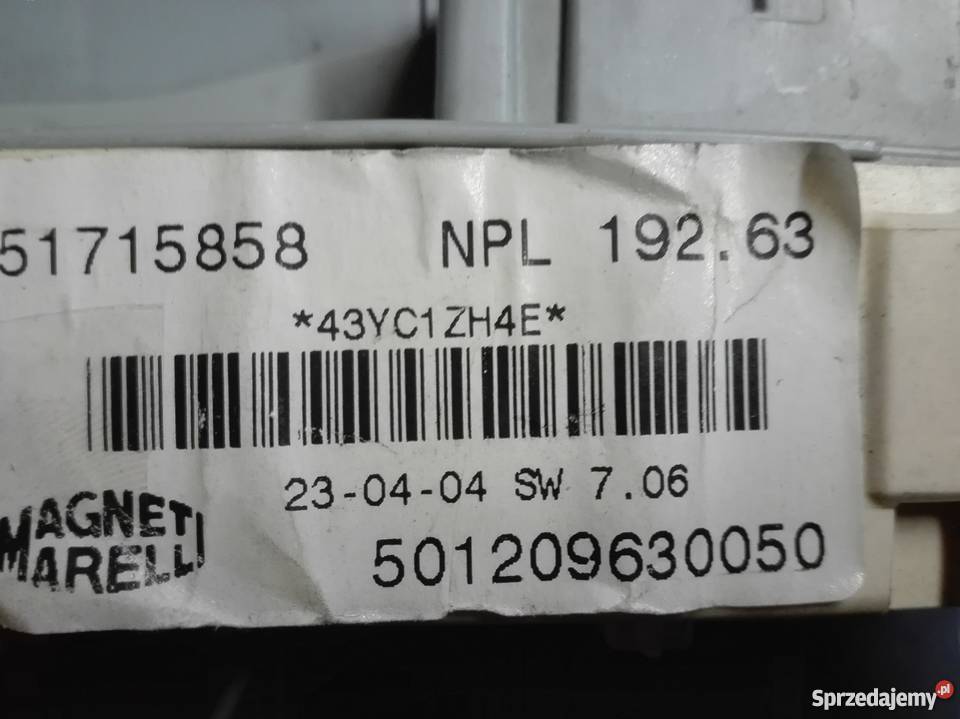 51715858 NPL 192.63
*43YC1ZH4E*
23-04-04 SW 7.06
MAGNETI
MARELLI
501209630050
Sprzedajemy.pl